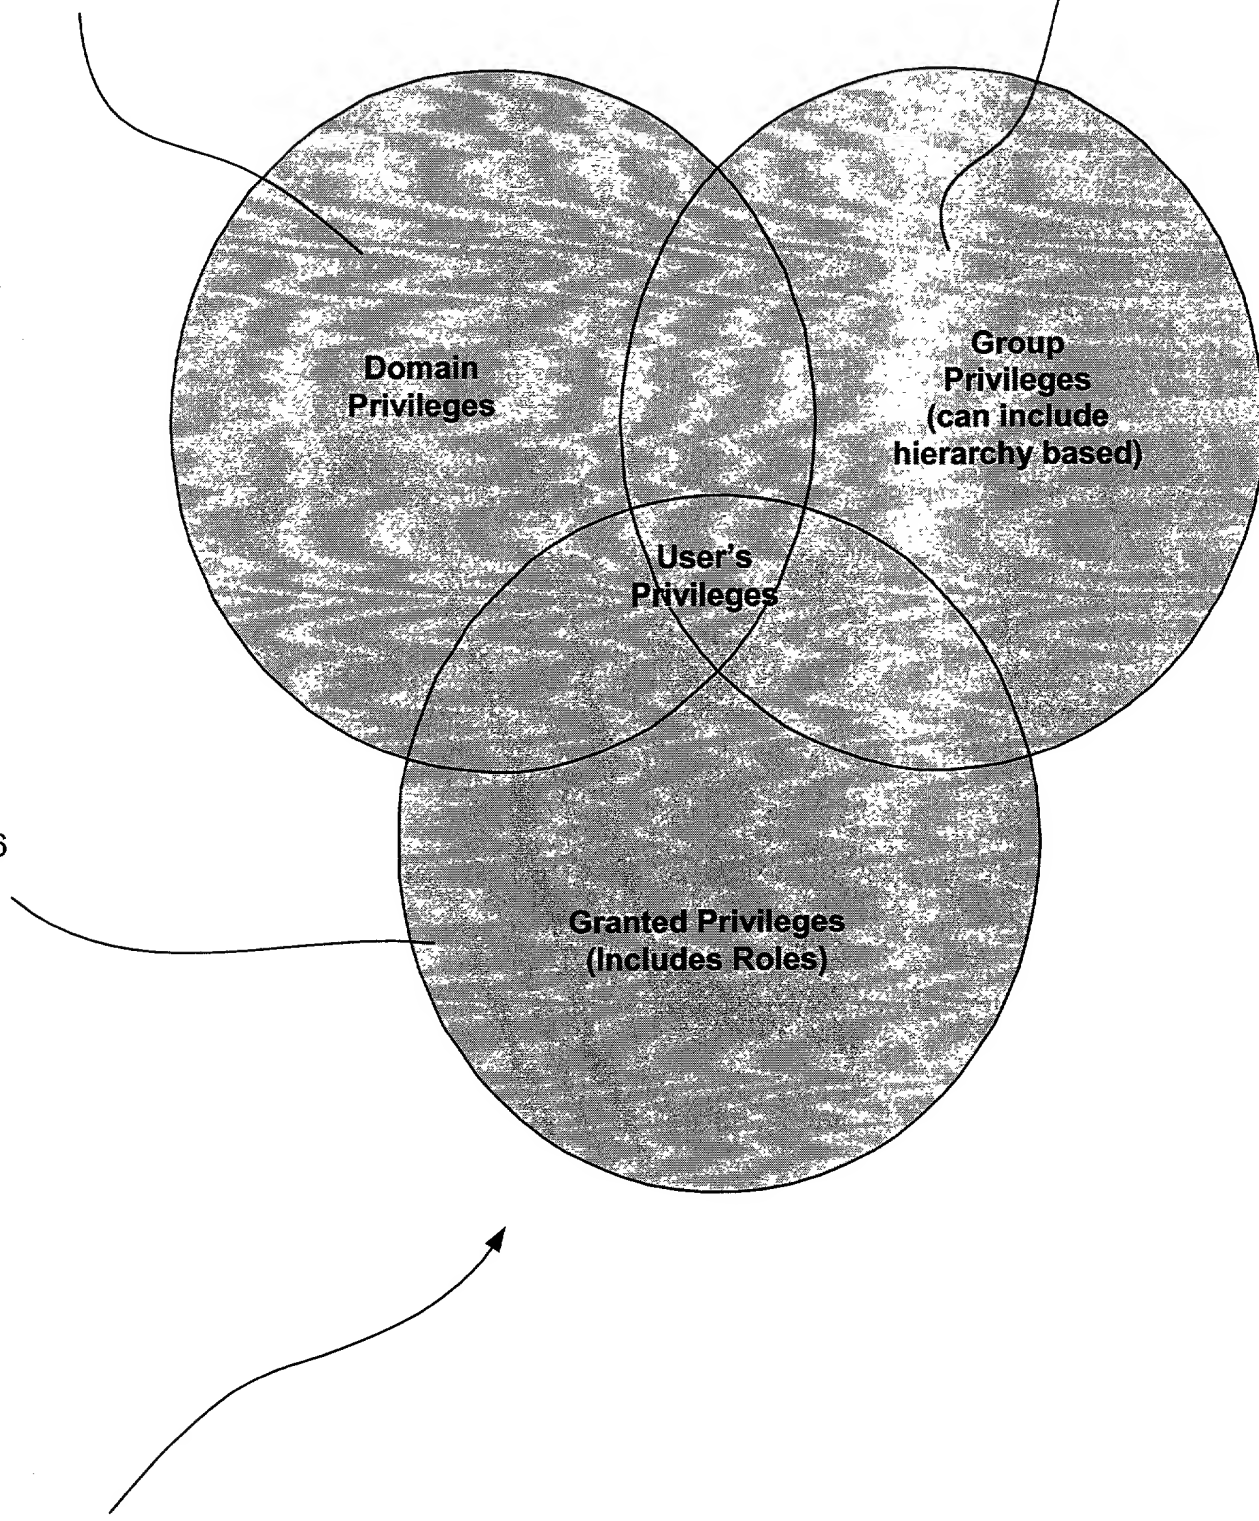 Domain
Privileges
Group
Privileges
(can include
hierarchy based)
User's
Privileges
6
Granted Privileges
(Includes Roles)